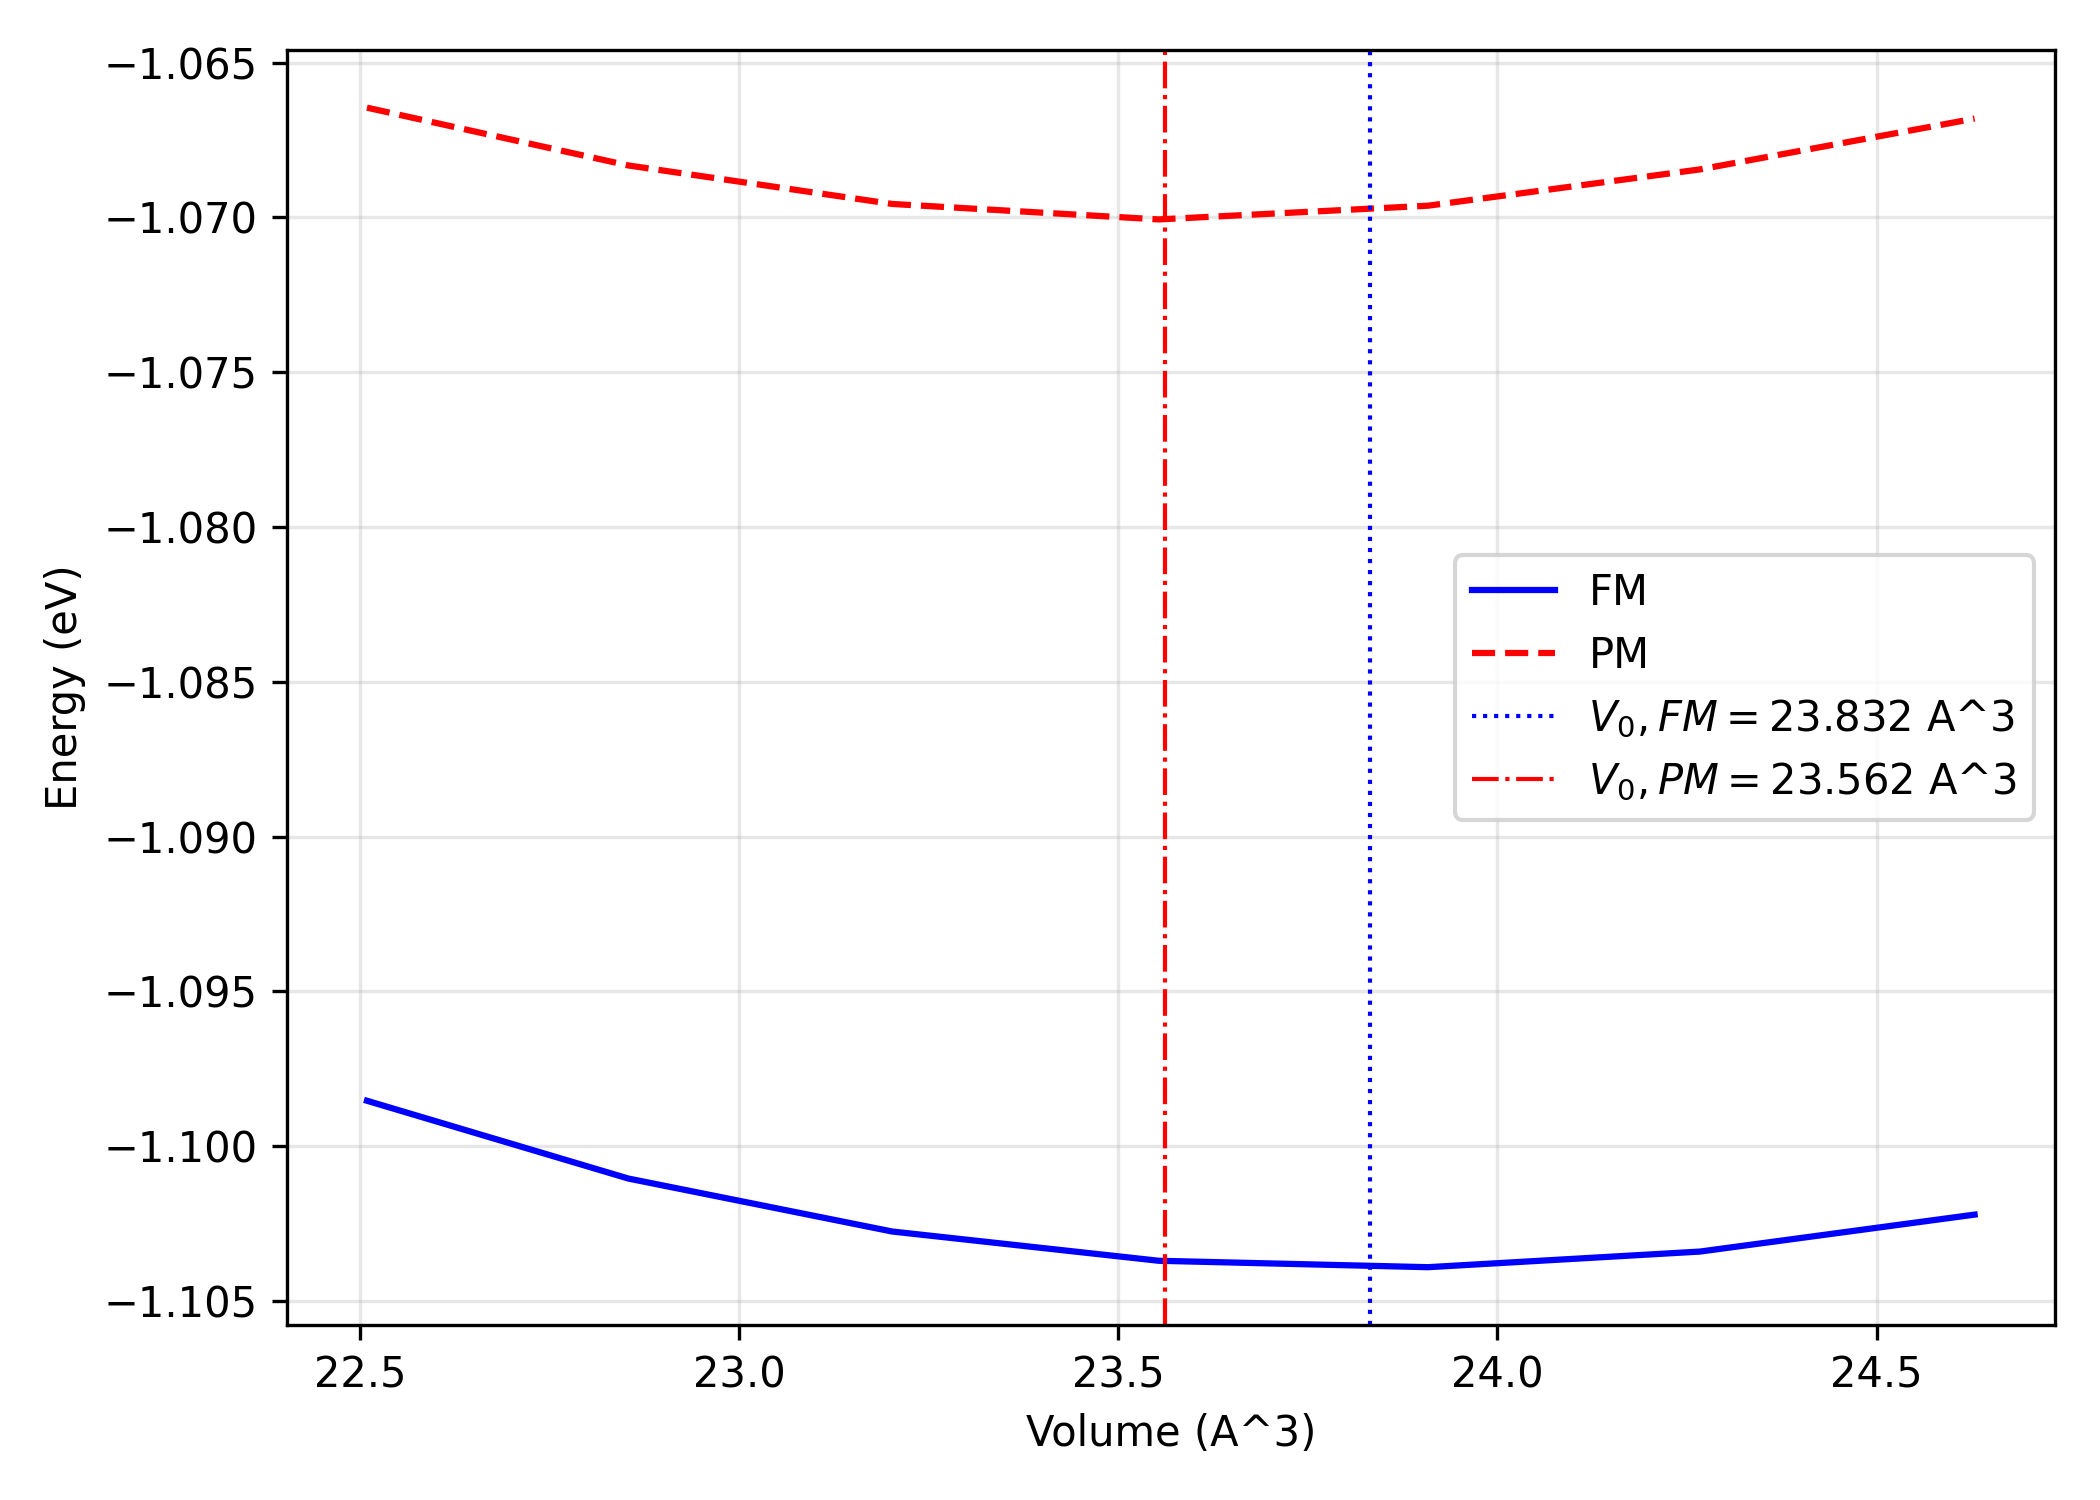 −1.065
−1.070
−1.075
−1.080
−1.085
−1.090
−1.095
−1.100
−1.105
Energy (eV)
FM
PM
V₀, FM = 23.832 A^3
V₀, PM = 23.562 A^3
22.5 23.0 23.5 24.0 24.5
Volume (A^3)